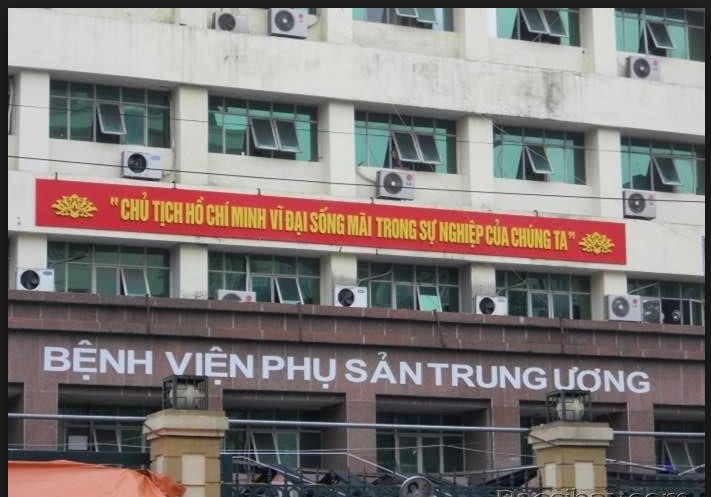 "CHỦ TỊCH HỒ CHÍ MINH VĨ ĐẠI SỐNG MÃI TRONG SỰ NGHIỆP CỦA CHÚNG TA"
BỆNH VIỆN PHỤ SẢN TRUNG ƯƠNG